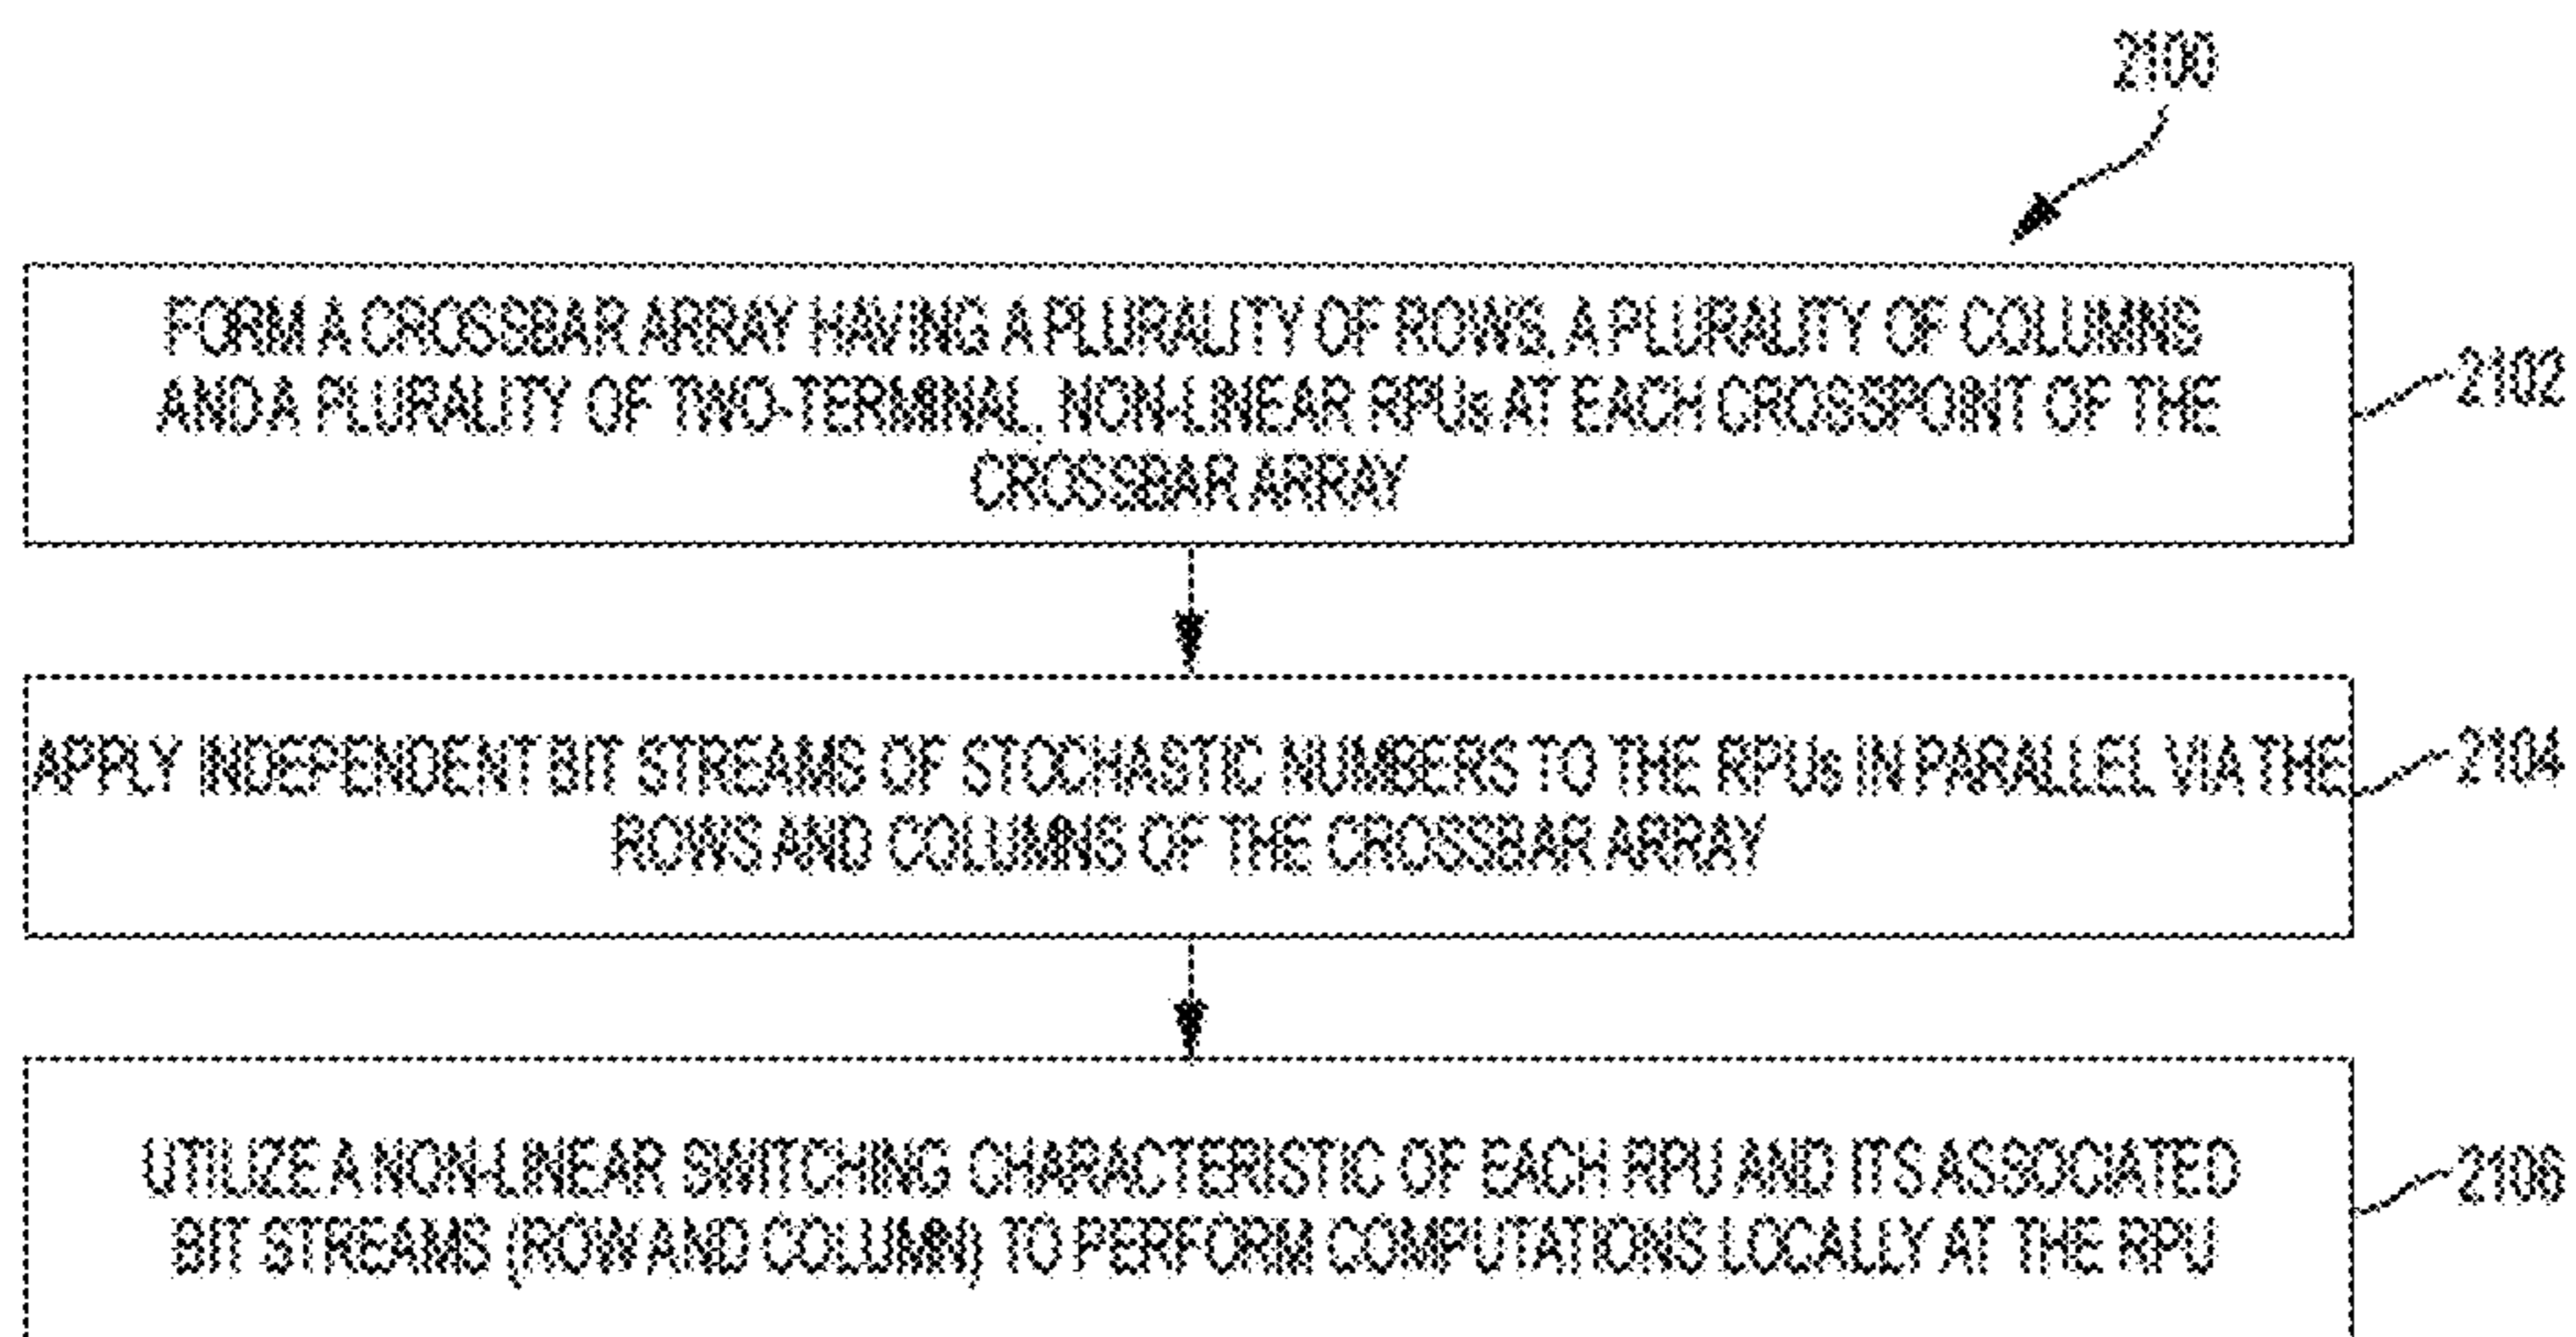 2100
FORM A CROSSBAR ARRAY HAVING A PLURALITY OF ROWS, A PLURALITY OF COLUMNS
AND A PLURALITY OF TWO-TERMINAL, NON-LINEAR RPUs AT EACH CROSSPOINT OF THE
CROSSBAR ARRAY
2102
APPLY INDEPENDENT BIT STREAMS OF STOCHASTIC NUMBERS TO THE RPUs IN PARALLEL VIA THE
ROWS AND COLUMNS OF THE CROSSBAR ARRAY
2104
UTILIZE A NON-LINEAR SWITCHING CHARACTERISTIC OF EACH RPU AND ITS ASSOCIATED
BIT STREAMS (ROW AND COLUMN) TO PERFORM COMPUTATIONS LOCALLY AT THE RPU
2106